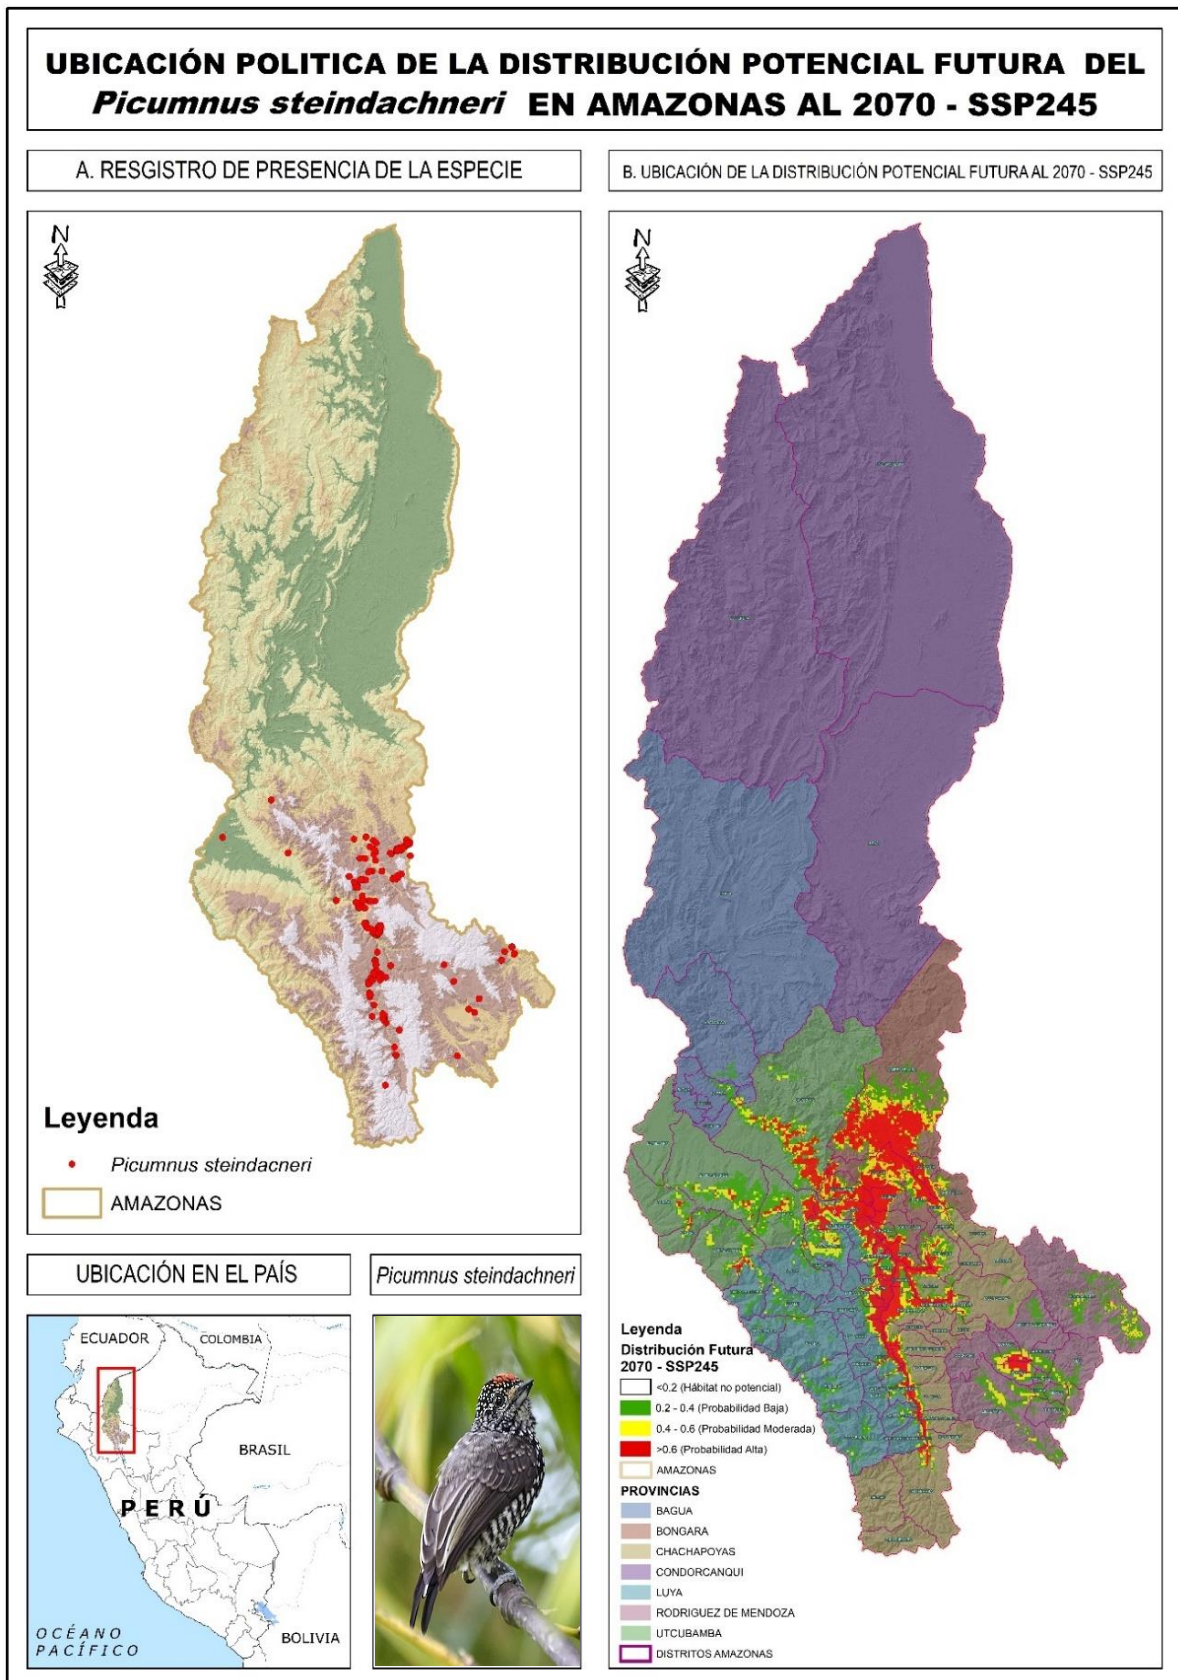 UBICACIÓN POLITICA DE LA DISTRIBUCIÓN POTENCIAL FUTURA DEL
Picumnus steindachneri EN AMAZONAS AL 2070 - SSP245
A. RESGISTRO DE PRESENCIA DE LA ESPECIE
B. UBICACIÓN DE LA DISTRIBUCIÓN POTENCIAL FUTURA AL 2070 - SSP245
N
N
Leyenda
Picumnus steindacneri
AMAZONAS
UBICACIÓN EN EL PAÍS
Picumnus steindachneri
ECUADOR
COLOMBIA
BRASIL
PERÚ
BOLIVIA
OCÉANO
PACÍFICO
Leyenda
Distribución Futura
2070 - SSP245
<0.2 (Hábitat no potencial)
0.2 - 0.4 (Probabilidad Baja)
0.4 - 0.6 (Probabilidad Moderada)
>0.6 (Probabilidad Alta)
AMAZONAS
PROVINCIAS
BAGUA
BONGARA
CHACHAPOYAS
CONDORCANQUI
LUYA
RODRIGUEZ DE MENDOZA
UTCUBAMBA
DISTRITOS AMAZONAS